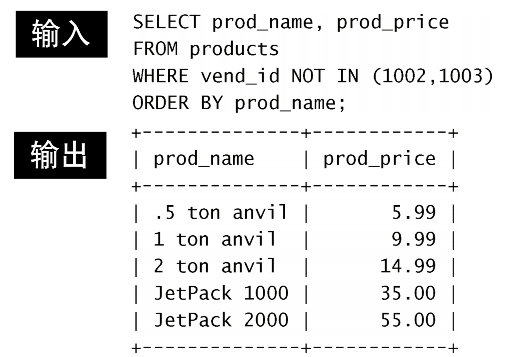 输入
SELECT prod_name, prod_price
FROM products
WHERE vend_id NOT IN (1002,1003)
ORDER BY prod_name;
输出
+---------------+------------+
| prod_name     | prod_price |
+---------------+------------+
| .5 ton anvil  |       5.99 |
| 1 ton anvil   |       9.99 |
| 2 ton anvil   |      14.99 |
| JetPack 1000  |      35.00 |
| JetPack 2000  |      55.00 |
+---------------+------------+